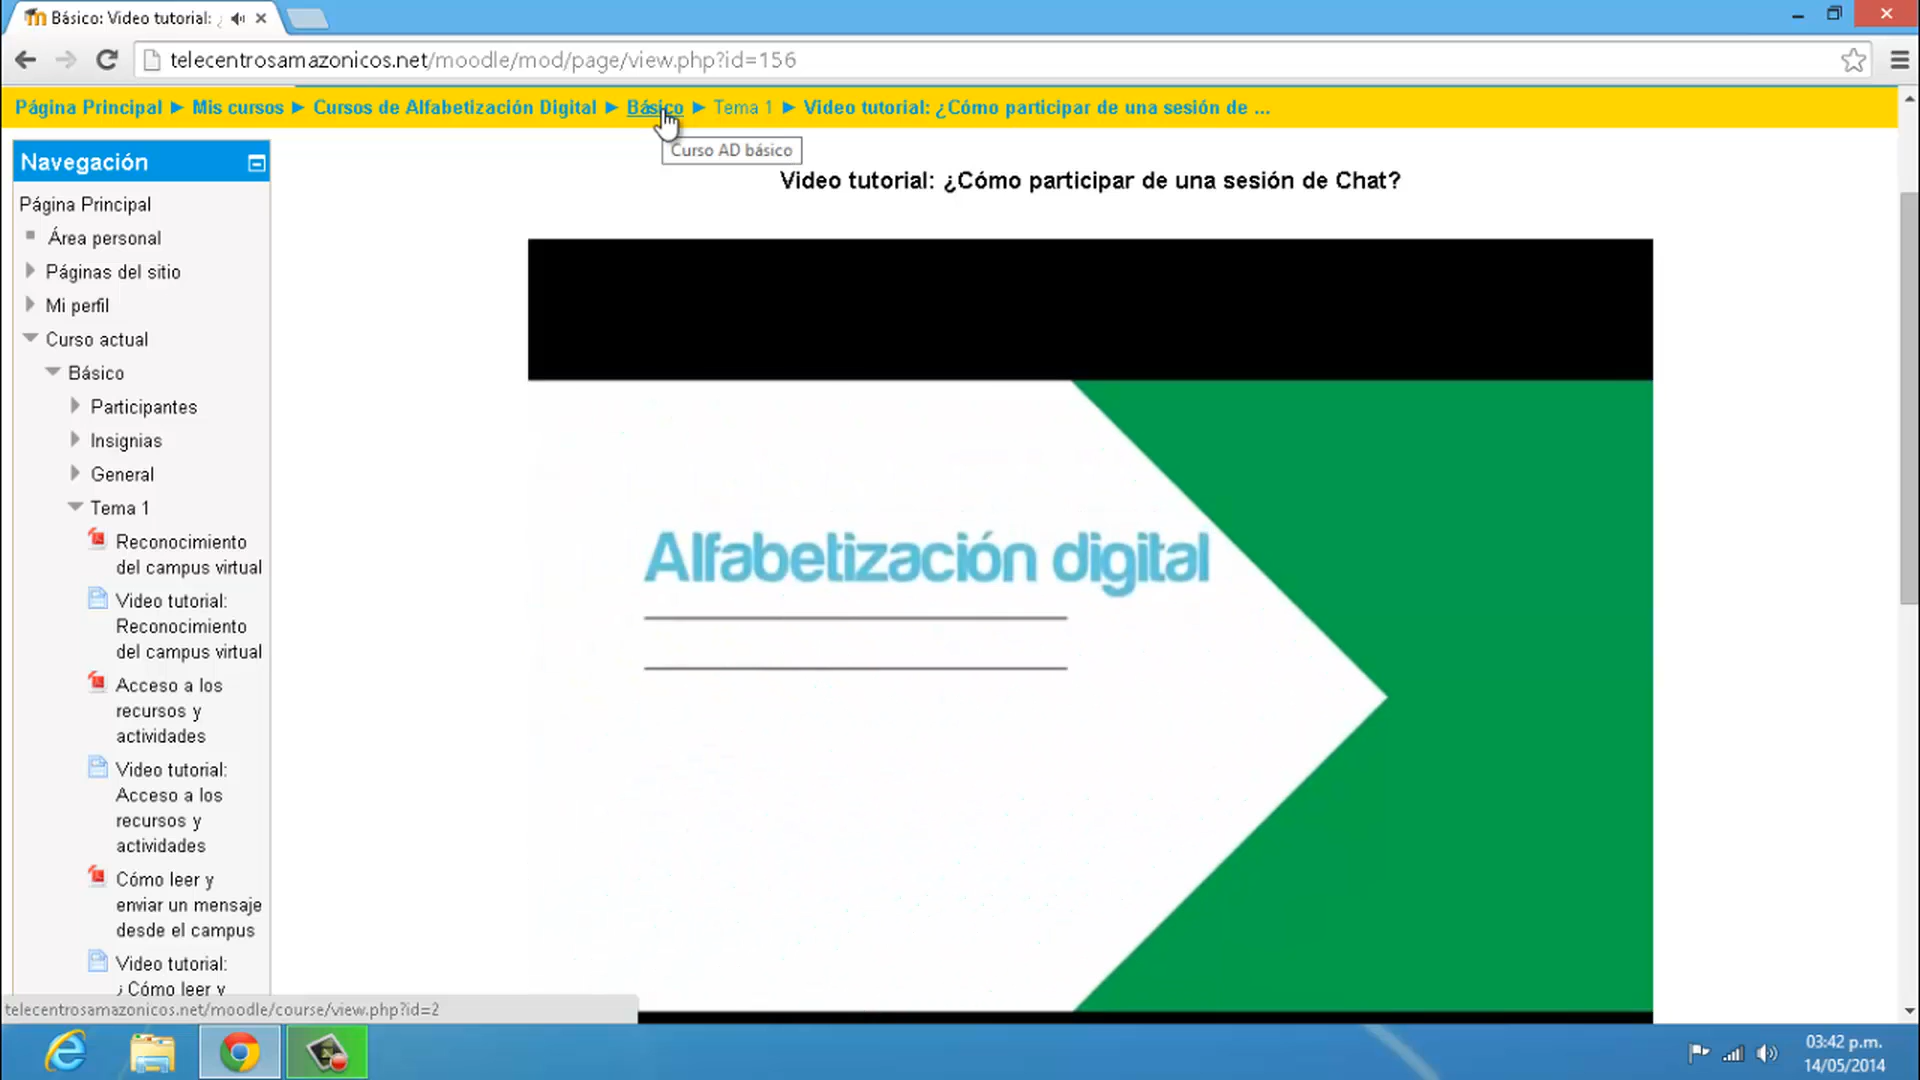 Básico: Video tutorial: ¿
telecentrosamazonicos.net/moodle/mod/page/view.php?id=156
Página Principal ► Mis cursos ► Cursos de Alfabetización Digital ► Básico ► Tema 1 ► Video tutorial: ¿Cómo participar de una sesión de ...
Curso AD básico
Navegación
Página Principal
Área personal
Páginas del sitio
Mi perfil
Curso actual
Básico
Participantes
Insignias
General
Tema 1
Reconocimiento
del campus virtual
Video tutorial:
Reconocimiento
del campus virtual
Acceso a los
recursos y
actividades
Video tutorial:
Acceso a los
recursos y
actividades
Cómo leer y
enviar un mensaje
desde el campus
Video tutorial:
¿Cómo leer y
Video tutorial: ¿Cómo participar de una sesión de Chat?
Alfabetización digital
telecentrosamazonicos.net/moodle/course/view.php?id=2
03:42 p.m.
14/05/2014